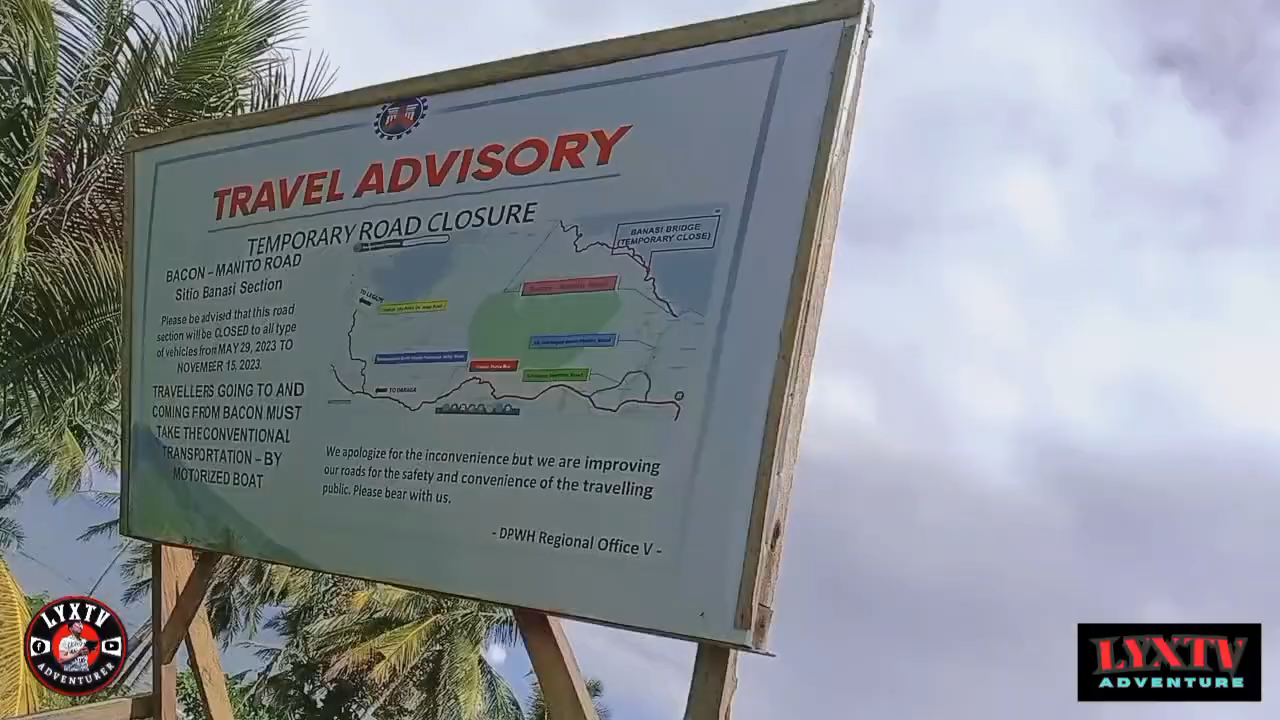 TRAVEL ADVISORY
TEMPORARY ROAD CLOSURE
BACON – MANITO ROAD
Sitio Banasi Section
Please be advised that this road
section will be CLOSED to all type
of vehicles from MAY 29, 2023 TO
NOVEMBER 15, 2023.
TRAVELLERS GOING TO AND
COMING FROM BACON MUST
TAKE THE CONVENTIONAL
TRANSPORTATION – BY
MOTORIZED BOAT
BANASI BRIDGE
(TEMPORARY CLOSE)
TO DARAGA
We apologize for the inconvenience but we are improving
our roads for the safety and convenience of the travelling
public. Please bear with us.
- DPWH Regional Office V -
LYXTV
ADVENTURER
LYXTV
ADVENTURE